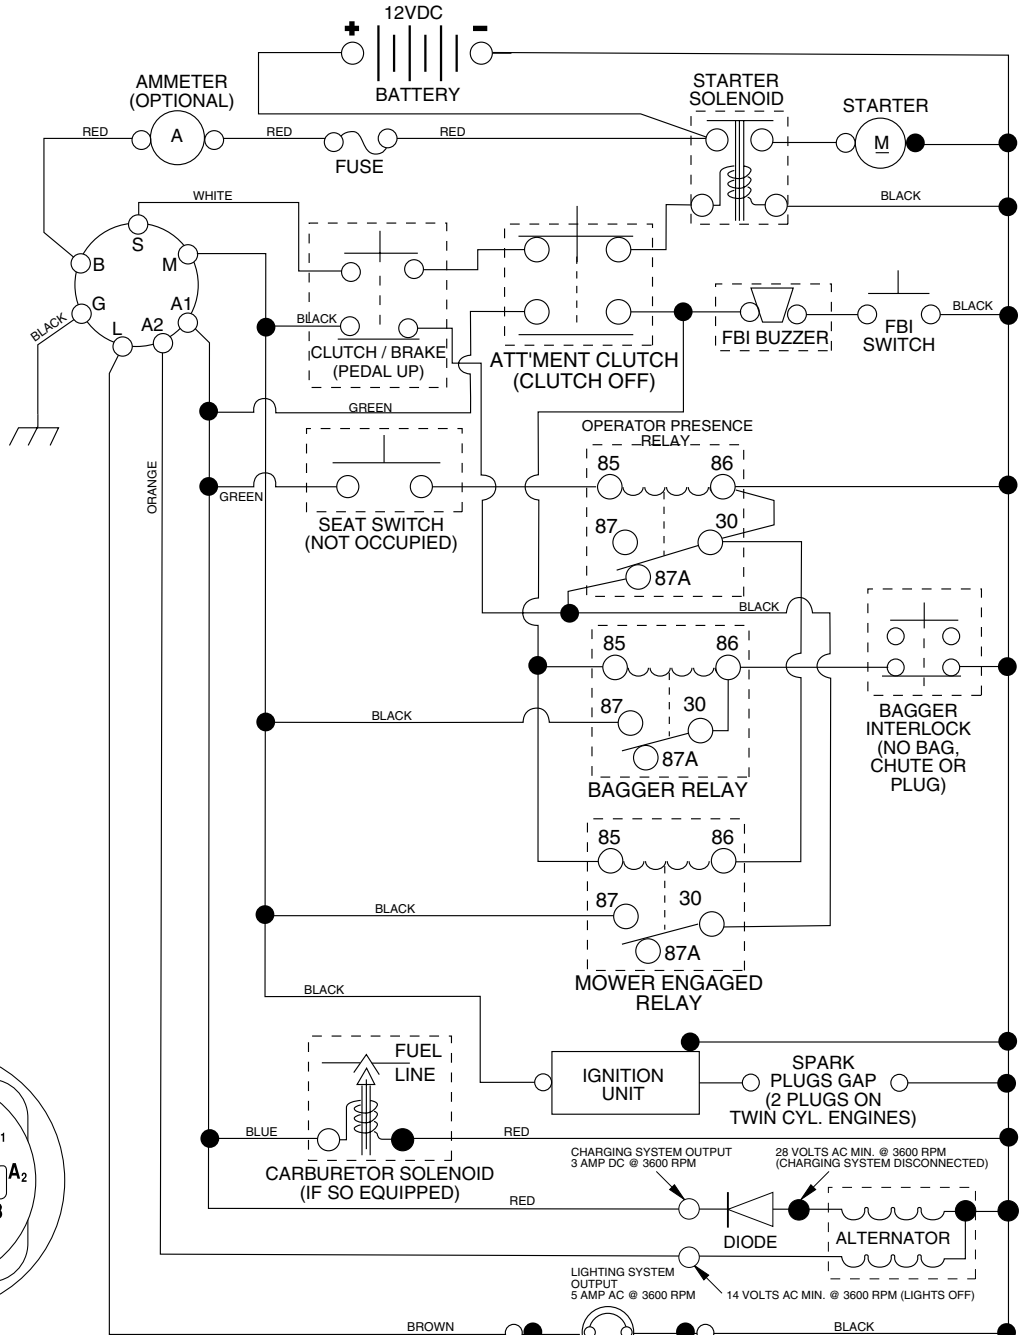 12VDC
+
-
BATTERY
AMMETER
(OPTIONAL)
STARTER
SOLENOID
STARTER
RED
A
RED
FUSE
RED
M
WHITE
BLACK
S
B
M
G
A1
L
A2
BLACK
BLACK
CLUTCH / BRAKE
(PEDAL UP)
ATT'MENT CLUTCH
(CLUTCH OFF)
FBI BUZZER
FBI
SWITCH
BLACK
GREEN
OPERATOR PRESENCE
RELAY
ORANGE
GREEN
SEAT SWITCH
(NOT OCCUPIED)
85
86
87
30
87A
BLACK
85
86
87
30
87A
BLACK
BAGGER RELAY
BAGGER
INTERLOCK
(NO BAG,
CHUTE OR
PLUG)
85
86
87
30
87A
BLACK
MOWER ENGAGED
RELAY
BLACK
FUEL
LINE
IGNITION
UNIT
SPARK
PLUGS GAP
(2 PLUGS ON
TWIN CYL. ENGINES)
BLUE
RED
CARBURETOR SOLENOID
(IF SO EQUIPPED)
CHARGING SYSTEM OUTPUT
3 AMP DC @ 3600 RPM
28 VOLTS AC MIN. @ 3600 RPM
(CHARGING SYSTEM DISCONNECTED)
RED
DIODE
ALTERNATOR
LIGHTING SYSTEM
OUTPUT
5 AMP AC @ 3600 RPM
14 VOLTS AC MIN. @ 3600 RPM (LIGHTS OFF)
BROWN
BLACK
1
A2